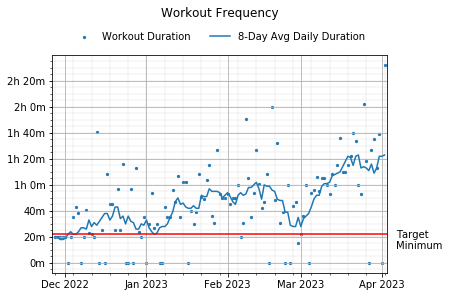 Workout Frequency
Workout Duration
8-Day Avg Daily Duration
2h 20m
2h 0m
1h 40m
1h 20m
1h 0m
40m
20m
0m
Target
Minimum
Dec 2022
Jan 2023
Feb 2023
Mar 2023
Apr 2023